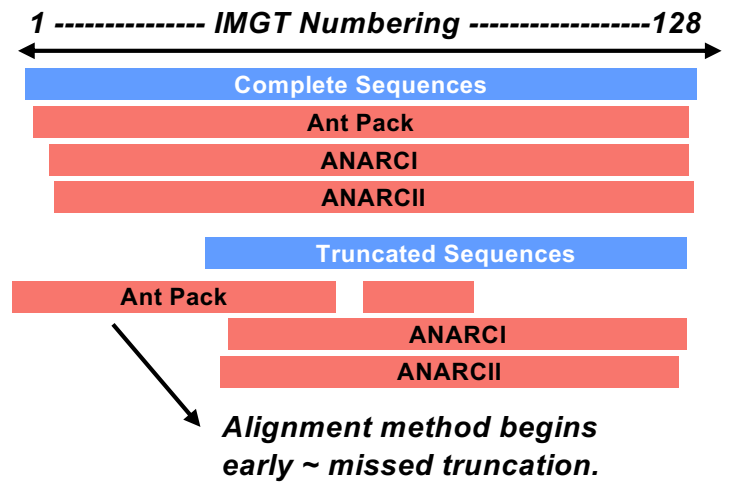 1 --------------- IMGT Numbering ------------------128
Complete Sequences
Ant Pack
ANARCI
ANARCII
Truncated Sequences
Ant Pack
ANARCI
ANARCII
Alignment method begins
early ~ missed truncation.